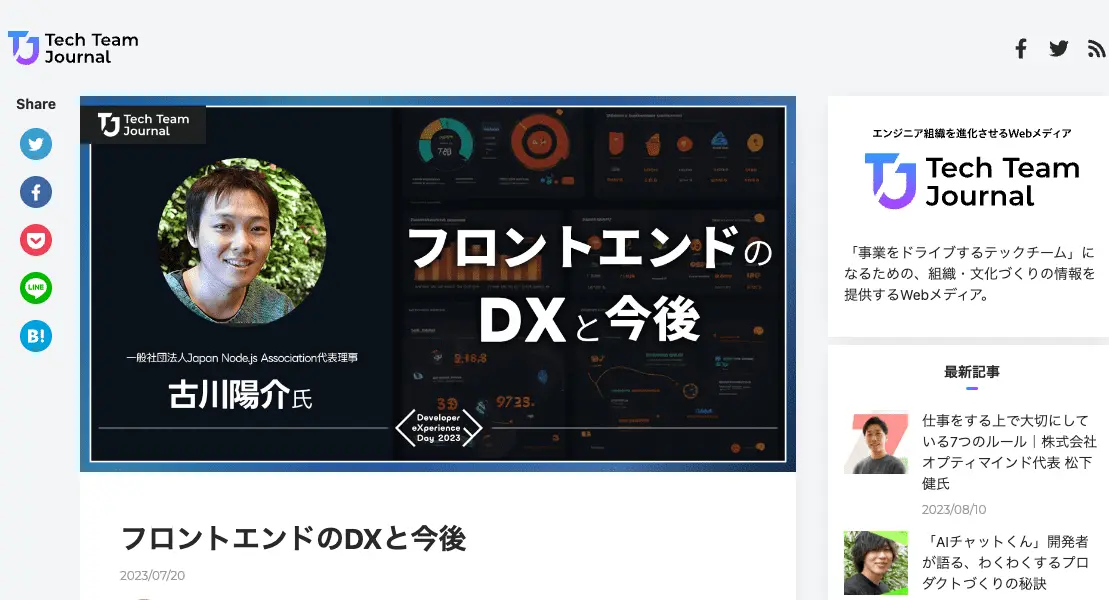 Tech Team
Journal
Share
LINE
B!
Tech Team
Journal
フロントエンドの
DXと今後
一般社団法人Japan Node.js Association代表理事
古川陽介氏
Developer
eXperience
Day 2023
フロントエンドのDXと今後
2023/07/20
エンジニア組織を進化させるWebメディア
Tech Team
Journal
「事業をドライブするテックチーム」に
なるための、組織・文化づくりの情報を
提供するWebメディア。
最新記事
仕事をする上で大切にして
いる7つのルール｜株式会社
オプティマインド代表 松下
健氏
2023/08/10
「AIチャットくん」開発者
が語る、わくわくするプロ
ダクトづくりの秘訣